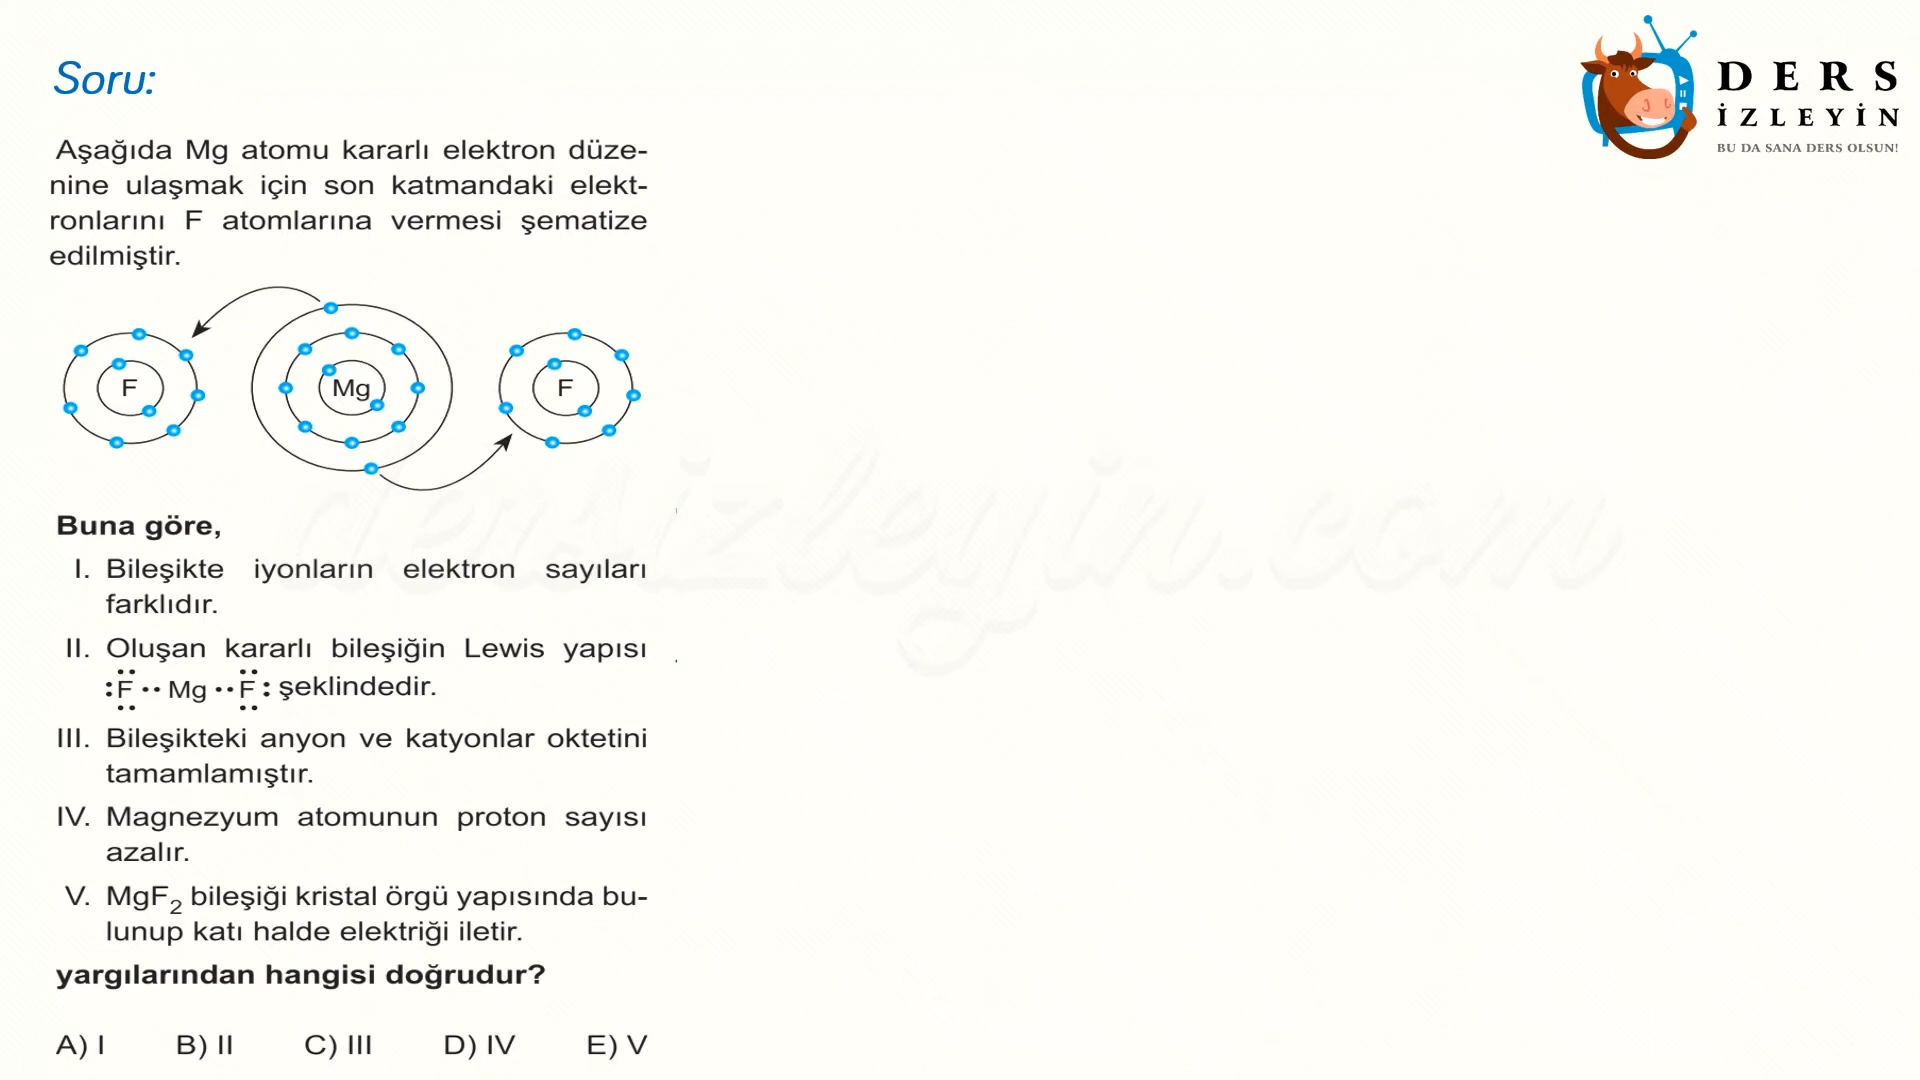 Soru:
DERS
İZLEYİN
BU DA SANA DERS OLSUN!
Aşağıda Mg atomu kararlı elektron düze-
nine ulaşmak için son katmandaki elekt-
ronlarını F atomlarına vermesi şematize
edilmiştir.
F Mg F
Buna göre,
I. Bileşikte iyonların elektron sayıları
farklıdır.
II. Oluşan kararlı bileşiğin Lewis yapısı
:F·· Mg ··F: şeklindedir.
III. Bileşikteki anyon ve katyonlar oktetini
tamamlamıştır.
IV. Magnezyum atomunun proton sayısı
azalır.
V. MgF₂ bileşiği kristal örgü yapısında bu-
lunup katı halde elektriği iletir.
yargılarından hangisi doğrudur?
A) I B) II C) III D) IV E) V
dersizleyin.com